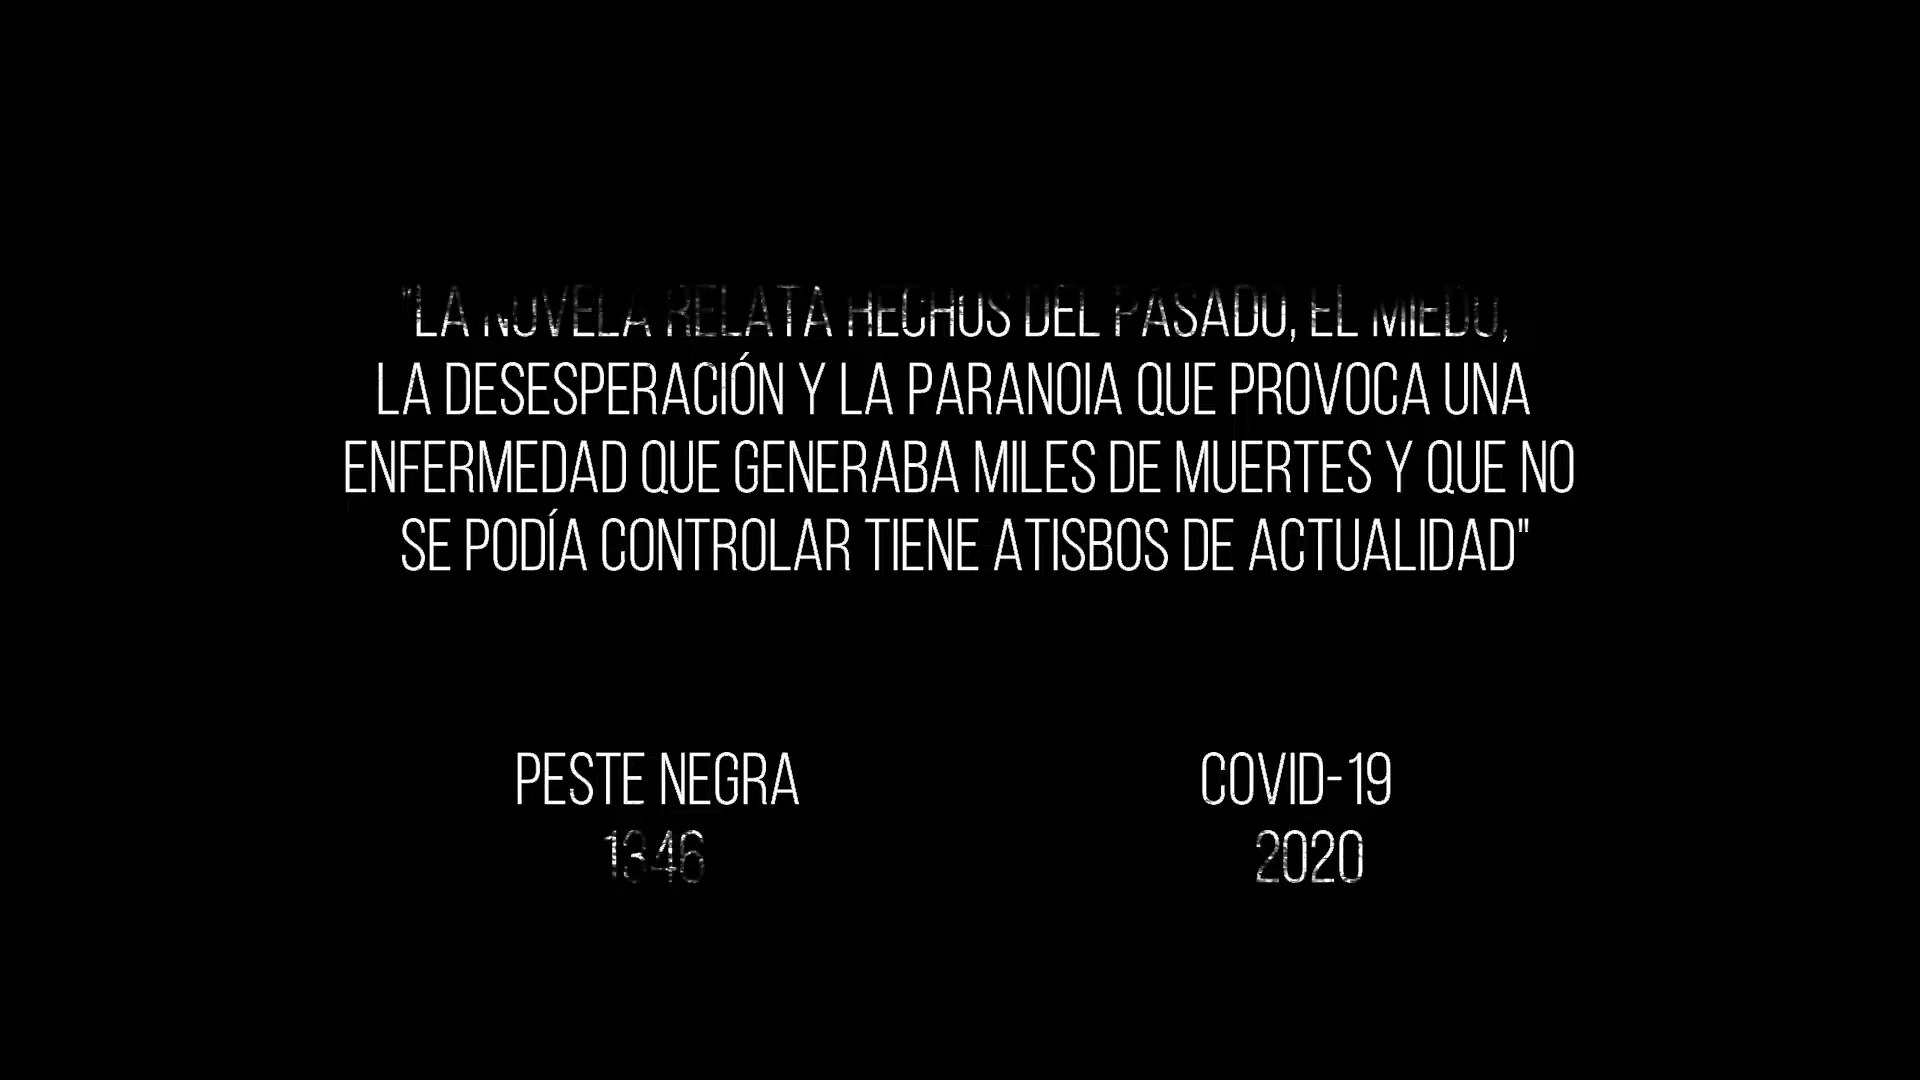 "LA NOVELA RELATA HECHOS DEL PASADO, EL MIEDO,
LA DESESPERACIÓN Y LA PARANOIA QUE PROVOCA UNA
ENFERMEDAD QUE GENERABA MILES DE MUERTES Y QUE NO
SE PODÍA CONTROLAR TIENE ATISBOS DE ACTUALIDAD"
PESTE NEGRA
1346
COVID-19
2020